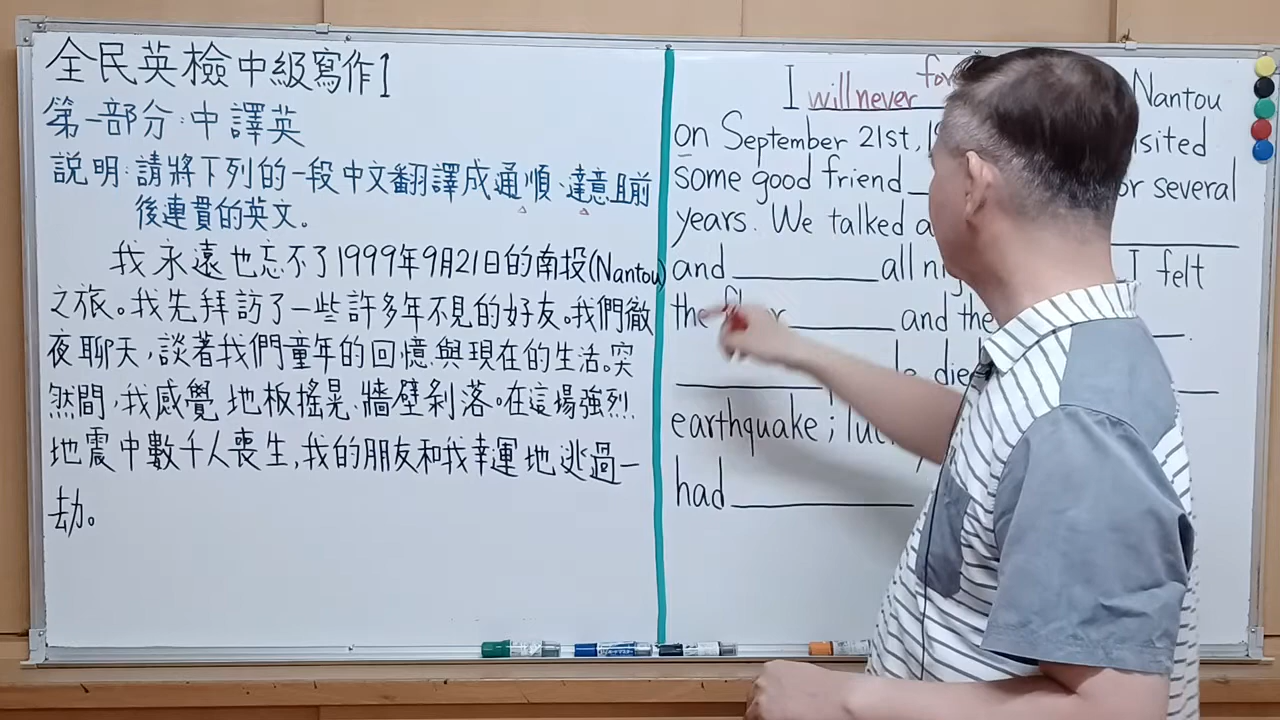 全民英檢中級寫作1
第一部分:中譯英
說明:請將下列的一段中文翻譯成通順、達意且前
後連貫的英文。
我永遠也忘不了1999年9月21日的南投(Nantou)
之旅。我先拜訪了一些許多年不見的好友。我們徹
夜聊天,談著我們童年的回憶與現在的生活。突
然間,我感覺地板搖晃、牆壁剝落。在這場強烈
地震中數千人喪生,我的朋友和我幸運地逃過一
劫。
I will never Nantou
on September 21st,
some good friend or several
years. We talked
and all I felt
the and
earthquake;
had